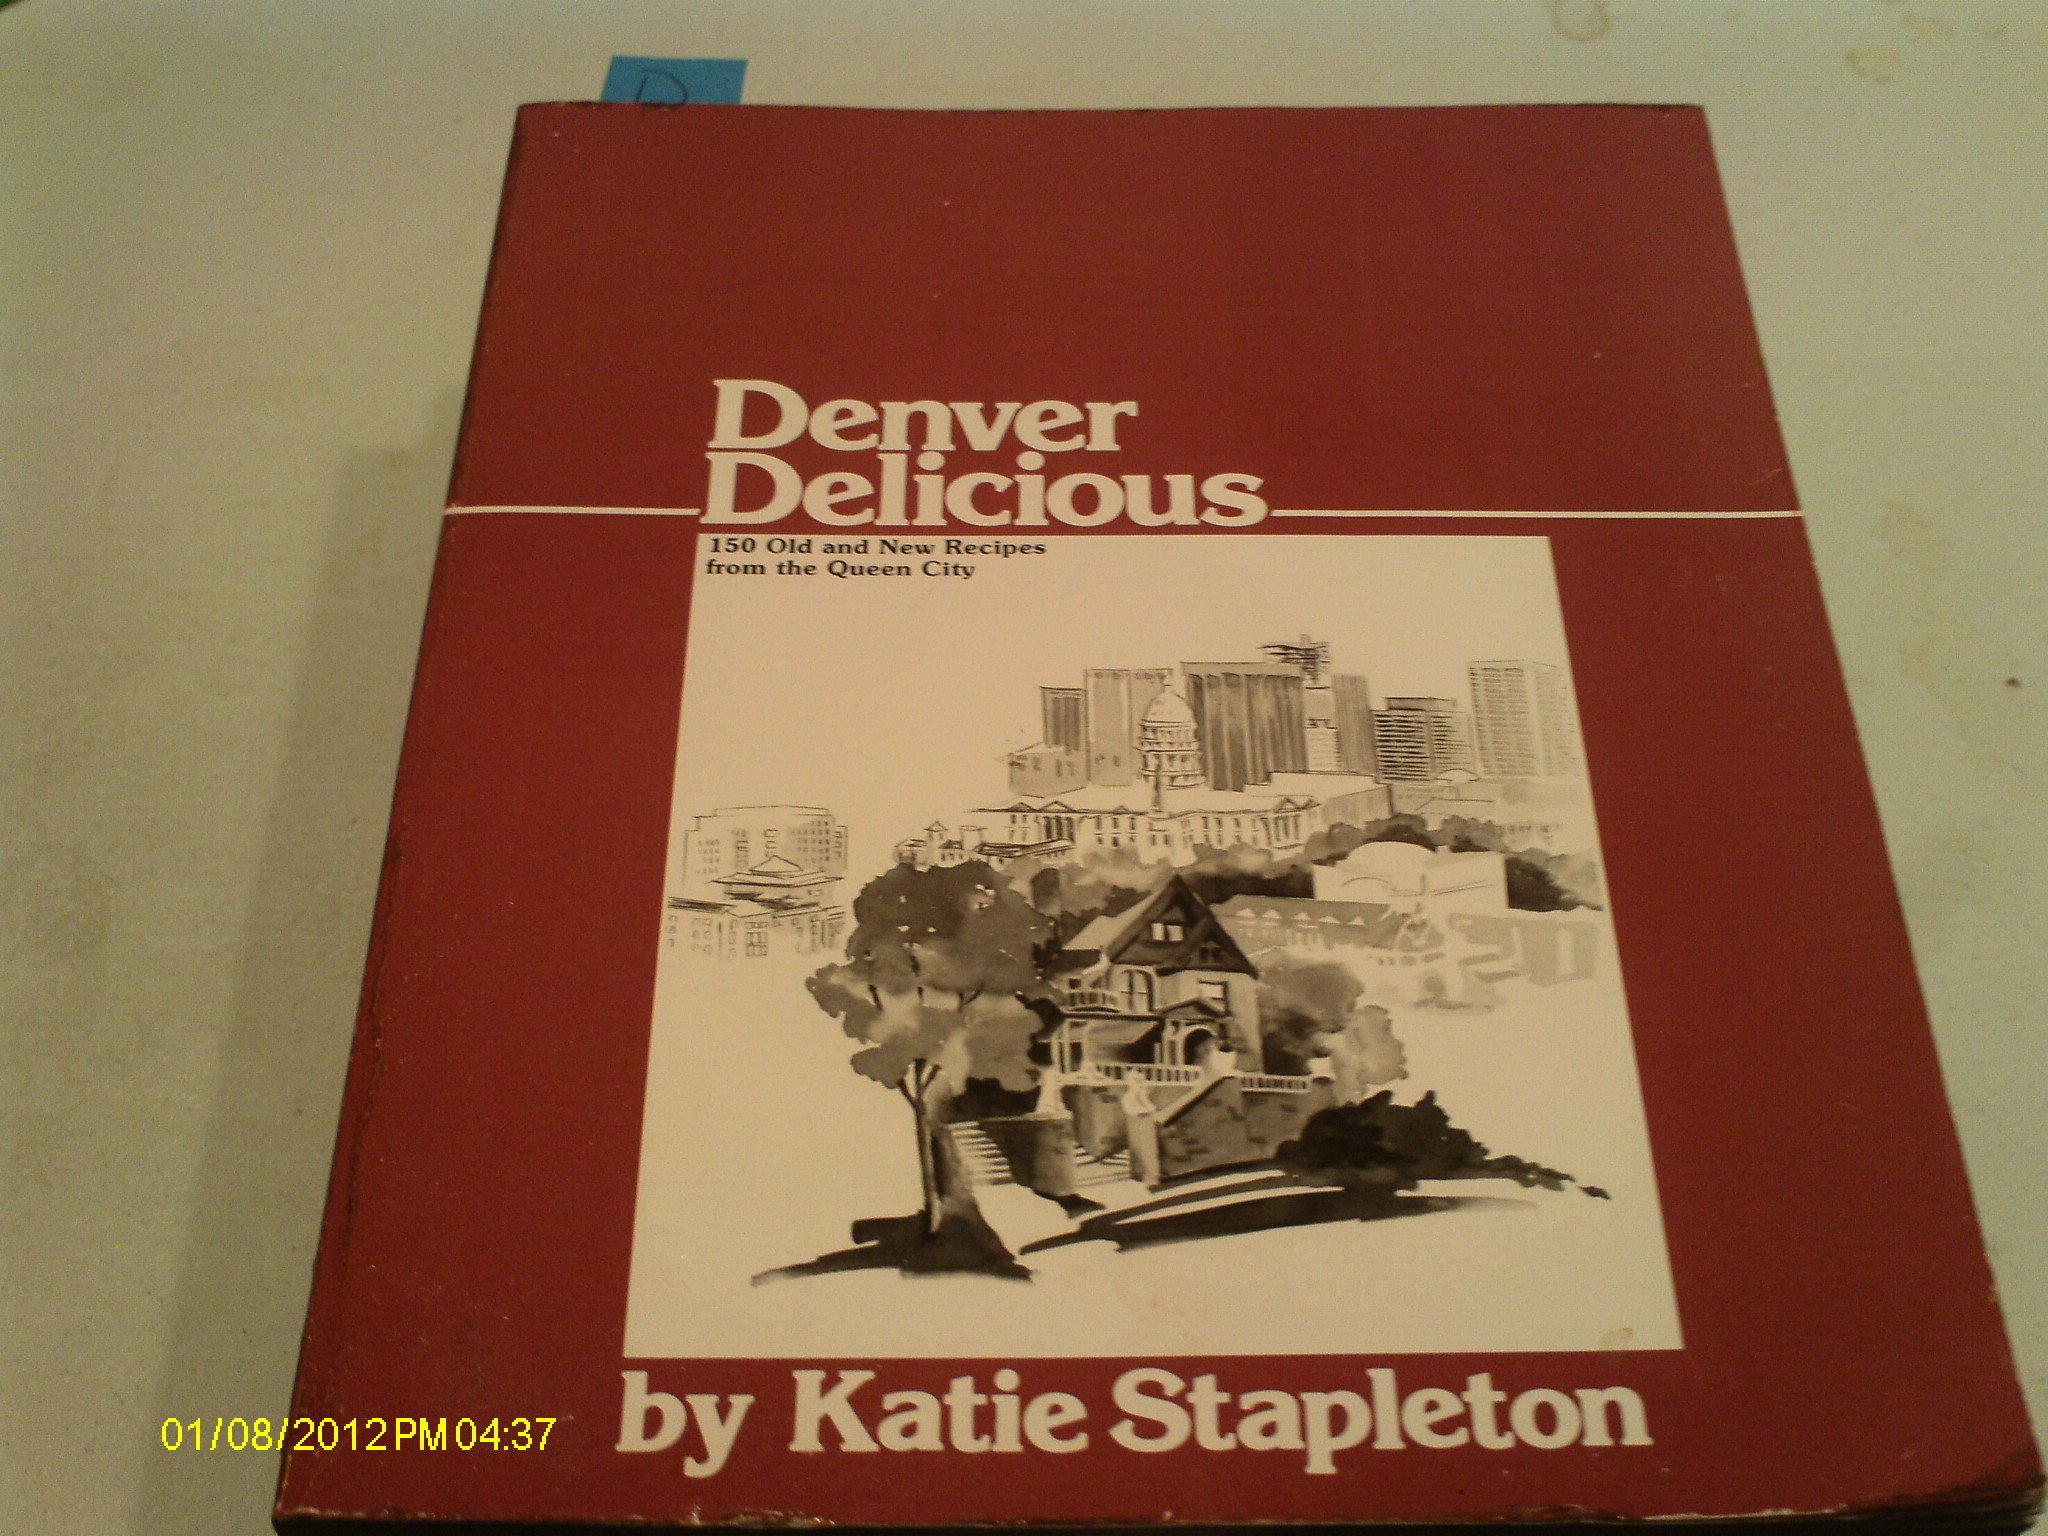 D
Denver
Delicious
150 Old and New Recipes
from the Queen City
by Katie Stapleton
01/08/2012 PM 04:37